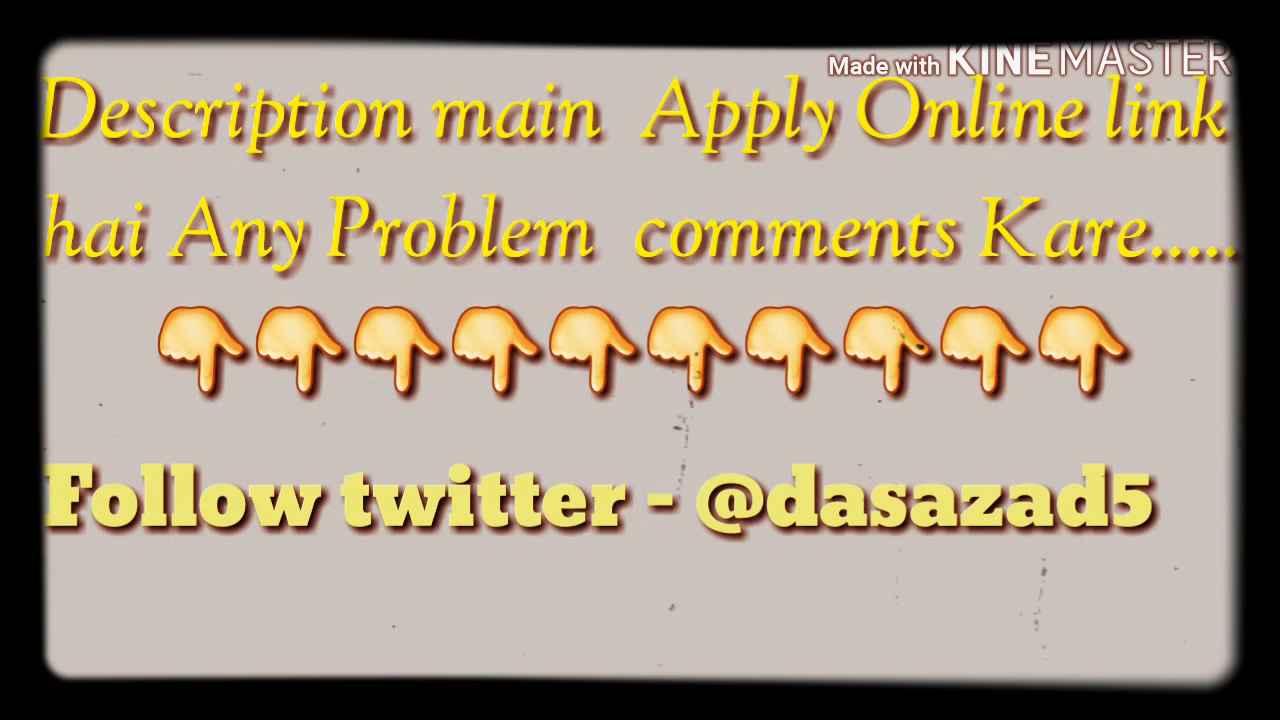 Made with KINEMASTER
Description main Apply Online link
hai Any Problem comments Kare.....
👇👇👇👇👇👇👇👇👇👇
Follow twitter - @dasazad5